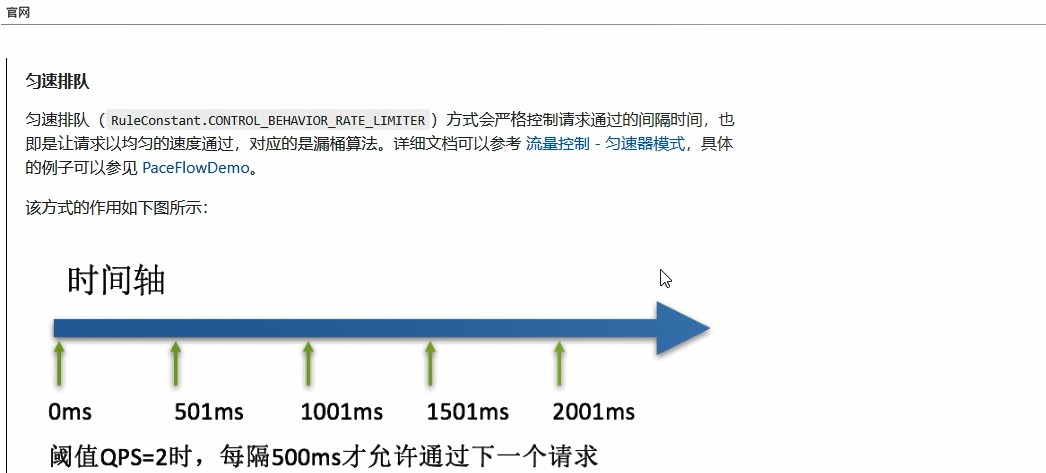 官网
匀速排队
匀速排队（RuleConstant.CONTROL_BEHAVIOR_RATE_LIMITER）方式会严格控制请求通过的间隔时间，也
即是让请求以均匀的速度通过，对应的是漏桶算法。详细文档可以参考 流量控制 - 匀速器模式，具体
的例子可以参见 PaceFlowDemo。
该方式的作用如下图所示：
时间轴
0ms 501ms 1001ms 1501ms 2001ms
阈值QPS=2时，每隔500ms才允许通过下一个请求